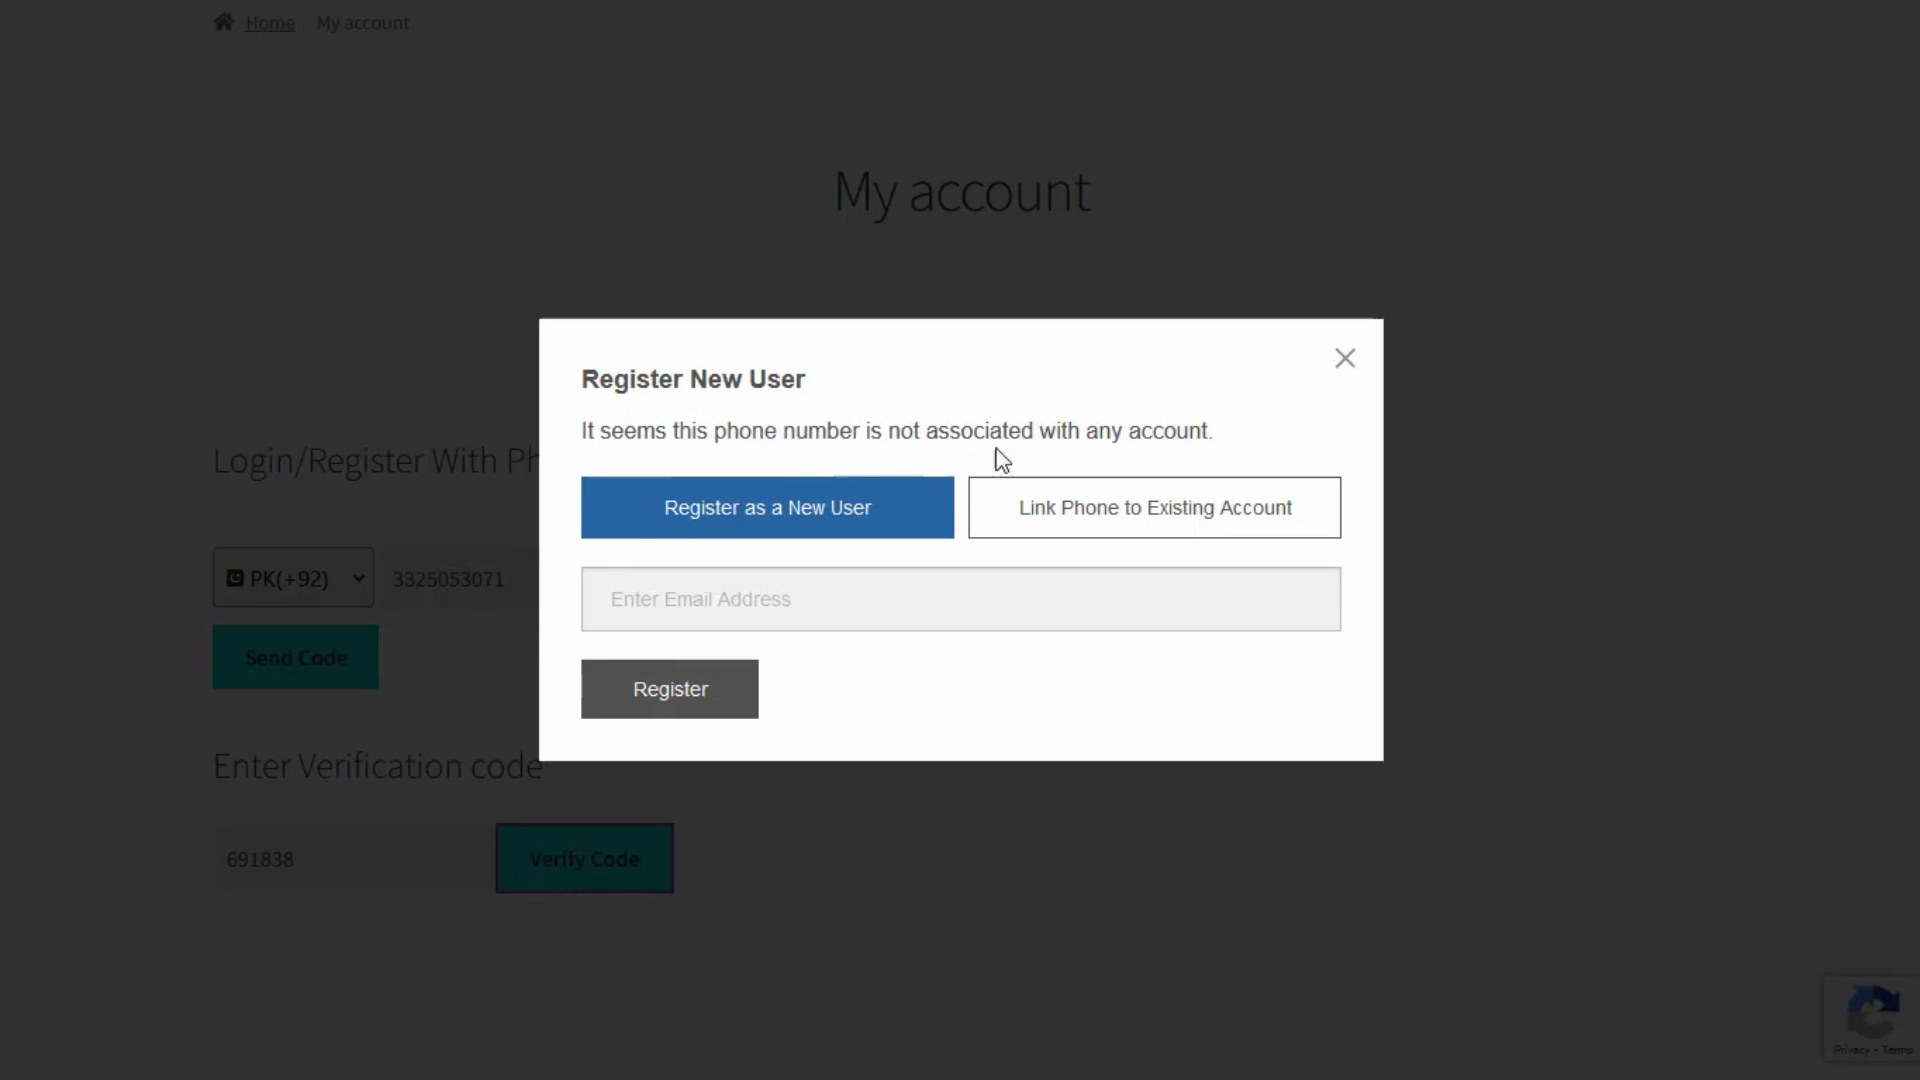 Home My account
My account
Register New User
It seems this phone number is not associated with any account.
Register as a New User
Link Phone to Existing Account
Enter Email Address
Register
Login/Register With Ph
PK(+92)
3325053071
Send Code
Enter Verification code
691838
Verify Code
Privacy - Terms